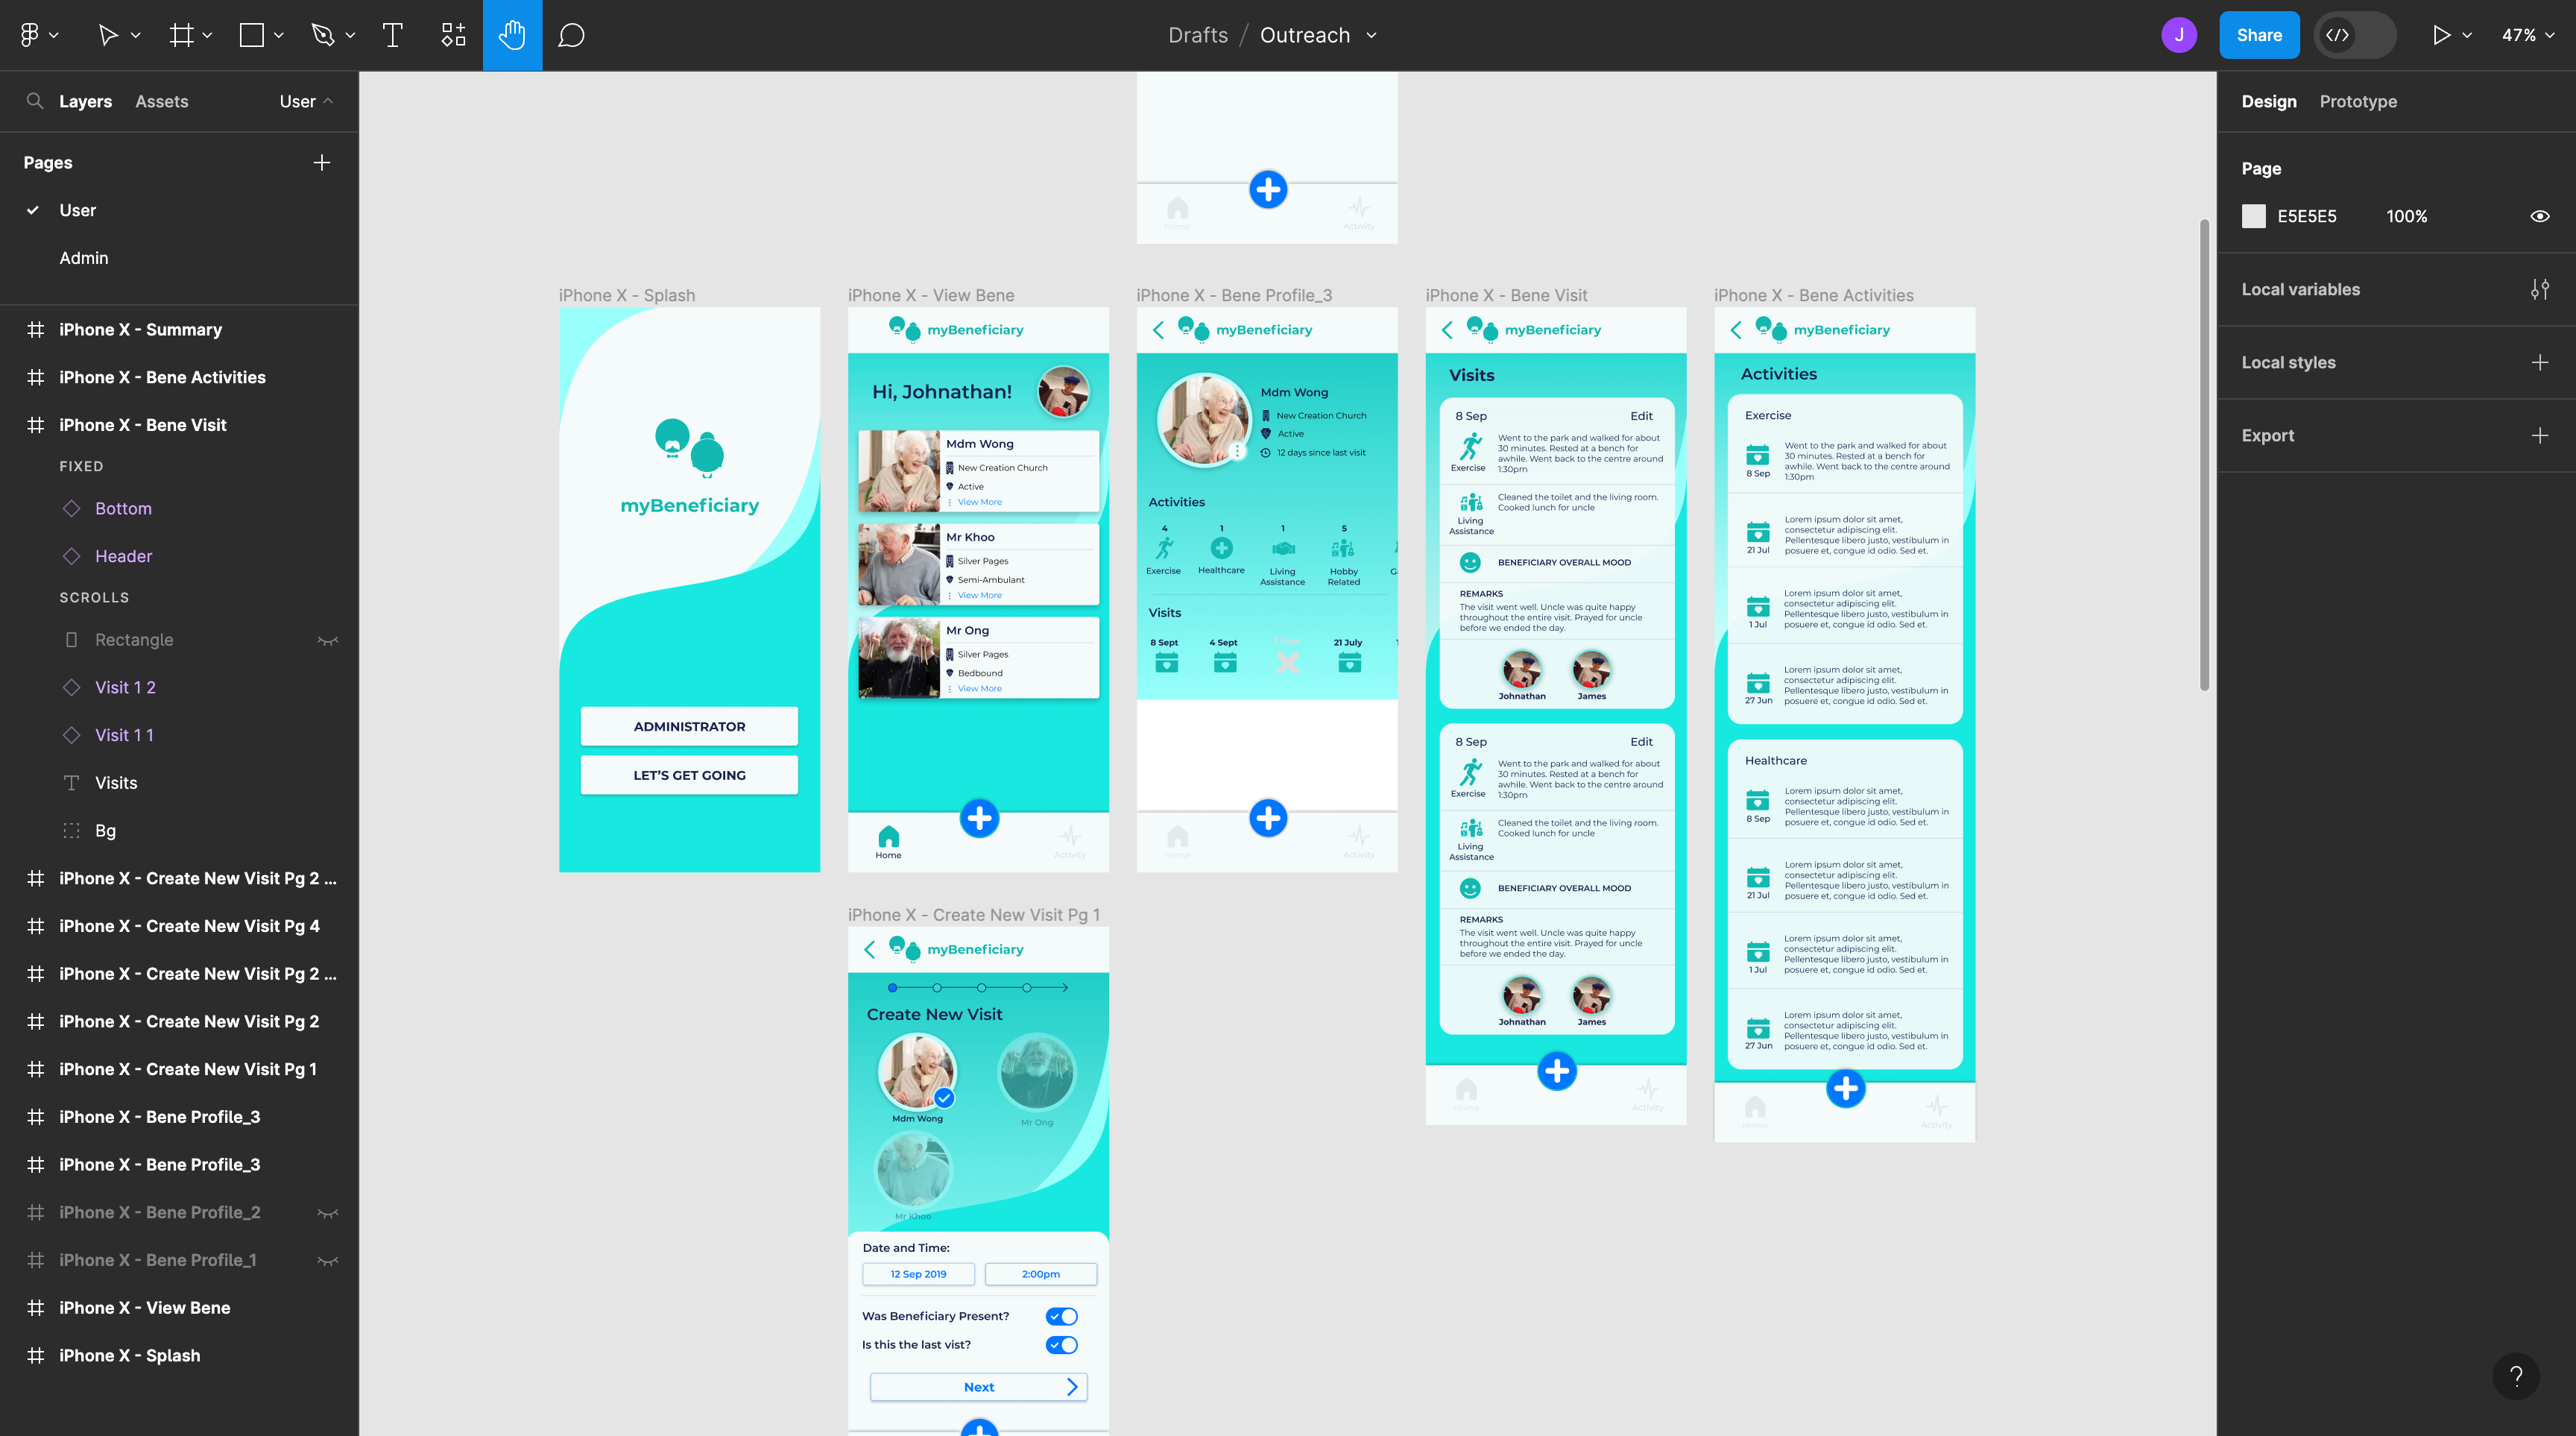 Drafts / Outreach
J
Share
47%
Layers
Assets
User
Pages
User
Admin
iPhone X - Summary
iPhone X - Bene Activities
iPhone X - Bene Visit
FIXED
Bottom
Header
SCROLLS
Rectangle
Visit 1 2
Visit 1 1
Visits
Bg
iPhone X - Create New Visit Pg 2 ...
iPhone X - Create New Visit Pg 4
iPhone X - Create New Visit Pg 2 ...
iPhone X - Create New Visit Pg 2
iPhone X - Create New Visit Pg 1
iPhone X - Bene Profile_3
iPhone X - Bene Profile_3
iPhone X - Bene Profile_2
iPhone X - Bene Profile_1
iPhone X - View Bene
iPhone X - Splash
Home
Activity
iPhone X - Splash
myBeneficiary
ADMINISTRATOR
LET'S GET GOING
iPhone X - View Bene
myBeneficiary
Hi, Johnathan!
Mdm Wong
New Creation Church
Active
View More
Mr Khoo
Silver Pages
Semi-Ambulant
View More
Mr Ong
Silver Pages
Bedbound
View More
Home
Activity
iPhone X - Bene Profile_3
myBeneficiary
Mdm Wong
New Creation Church
Active
12 days since last visit
Activities
4
1
1
5
Exercise
Healthcare
Living
Assistance
Hobby
Related
Visits
8 Sept
4 Sept
21 July
Home
Activity
iPhone X - Bene Visit
myBeneficiary
Visits
8 Sep
Edit
Exercise
Went to the park and walked for about
30 minutes. Rested at a bench for
awhile. Went back to the centre around
1:30pm
Living
Assistance
Cleaned the toilet and the living room.
Cooked lunch for uncle
BENEFICIARY OVERALL MOOD
REMARKS
The visit went well. Uncle was quite happy
throughout the entire visit. Prayed for uncle
before we ended the day.
Johnathan
James
8 Sep
Edit
Exercise
Went to the park and walked for about
30 minutes. Rested at a bench for
awhile. Went back to the centre around
1:30pm
Living
Assistance
Cleaned the toilet and the living room.
Cooked lunch for uncle
BENEFICIARY OVERALL MOOD
REMARKS
The visit went well. Uncle was quite happy
throughout the entire visit. Prayed for uncle
before we ended the day.
Johnathan
James
Home
Activity
iPhone X - Bene Activities
myBeneficiary
Activities
Exercise
8 Sep
Went to the park and walked for about
30 minutes. Rested at a bench for
awhile. Went back to the centre around
1:30pm
21 Jul
Lorem ipsum dolor sit amet,
consectetur adipiscing elit.
Pellentesque libero justo, vestibulum in
posuere et, congue id odio. Sed et.
1 Jul
Lorem ipsum dolor sit amet,
consectetur adipiscing elit.
Pellentesque libero justo, vestibulum in
posuere et, congue id odio. Sed et.
27 Jun
Lorem ipsum dolor sit amet,
consectetur adipiscing elit.
Pellentesque libero justo, vestibulum in
posuere et, congue id odio. Sed et.
Healthcare
8 Sep
Lorem ipsum dolor sit amet,
consectetur adipiscing elit.
Pellentesque libero justo, vestibulum in
posuere et, congue id odio. Sed et.
21 Jul
Lorem ipsum dolor sit amet,
consectetur adipiscing elit.
Pellentesque libero justo, vestibulum in
posuere et, congue id odio. Sed et.
1 Jul
Lorem ipsum dolor sit amet,
consectetur adipiscing elit.
Pellentesque libero justo, vestibulum in
posuere et, congue id odio. Sed et.
27 Jun
Lorem ipsum dolor sit amet,
consectetur adipiscing elit.
Pellentesque libero justo, vestibulum in
posuere et, congue id odio. Sed et.
Home
Activity
iPhone X - Create New Visit Pg 1
myBeneficiary
Create New Visit
Mdm Wong
Mr Ong
Mr Khoo
Date and Time:
12 Sep 2019
2:00pm
Was Beneficiary Present?
Is this the last vist?
Next
Design
Prototype
Page
E5E5E5
100%
Local variables
Local styles
Export
?